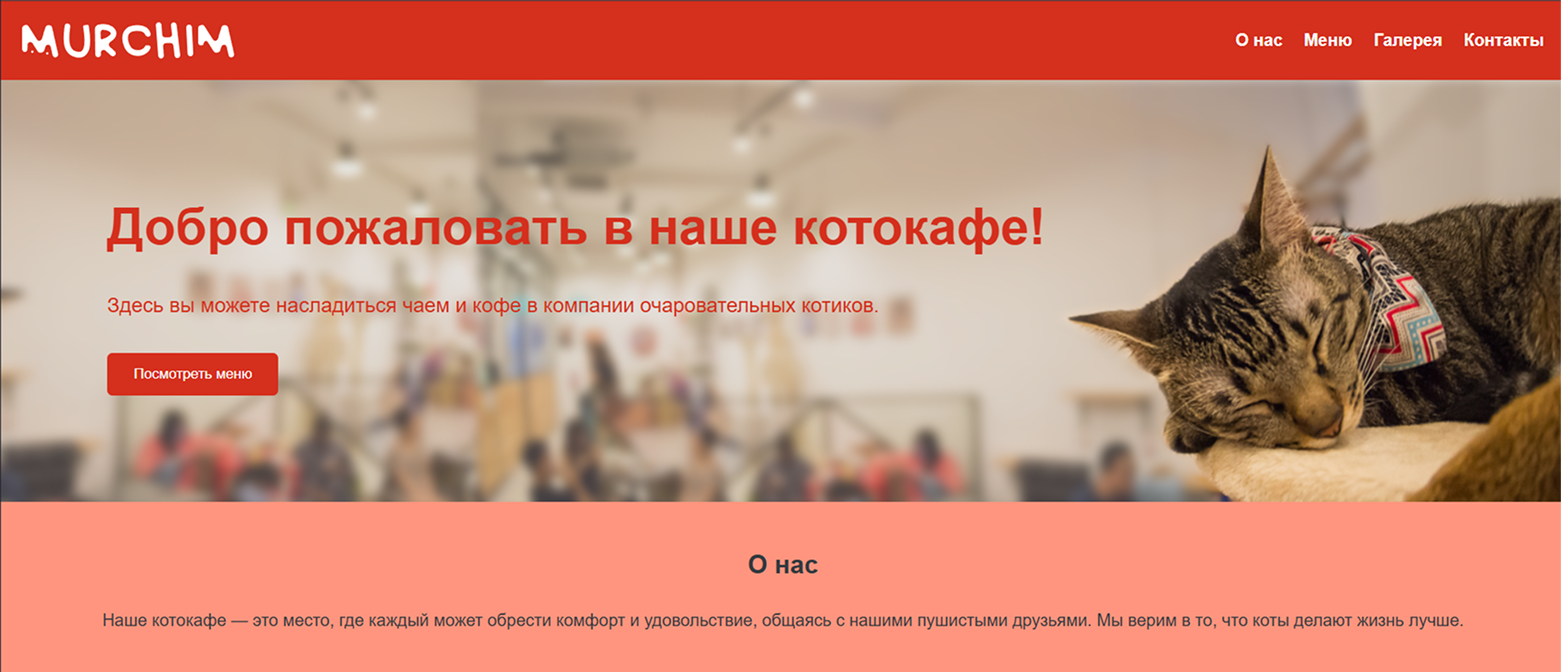 MURCHIM
О нас Меню Галерея Контакты
Добро пожаловать в наше котокафе!
Здесь вы можете насладиться чаем и кофе в компании очаровательных котиков.
Посмотреть меню
О нас
Наше котокафе — это место, где каждый может обрести комфорт и удовольствие, общаясь с нашими пушистыми друзьями. Мы верим в то, что коты делают жизнь лучше.